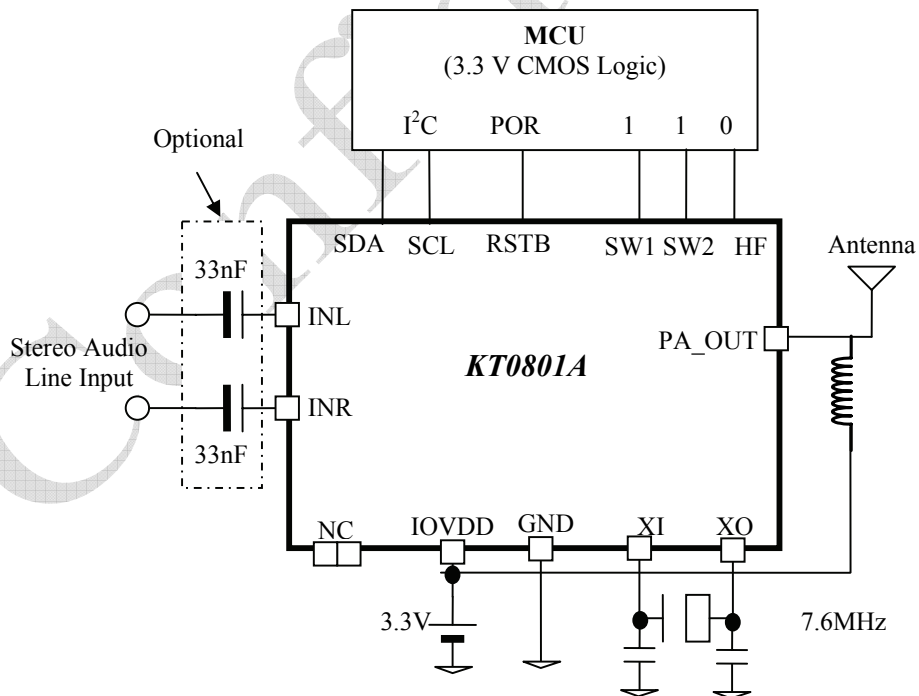 MCU
(3.3 V CMOS Logic)
I²C POR 1 1 0
Optional
SDA SCL RSTB SW1 SW2 HF
Antenna
33nF
INL
PA_OUT
Stereo Audio
Line Input
KT0801A
INR
33nF
NC IOVDD GND XI XO
3.3V
7.6MHz